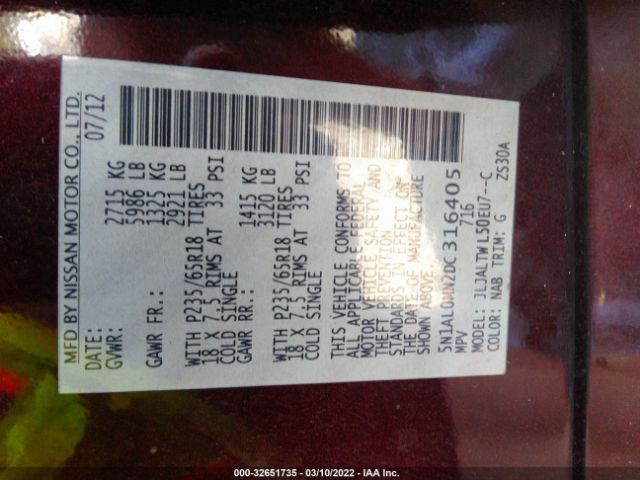 MFD BY NISSAN MOTOR CO., LTD.
DATE: 07/12
GVWR: 2715 KG
5986 LB
GAWR FR.: 1325 KG
2921 LB
WITH P235/65R18 TIRES
18 X 7.5 RIMS AT 33 PSI
COLD SINGLE
GAWR RR.: 1415 KG
3120 LB
WITH P235/65R18 TIRES
18 X 7.5 RIMS AT 33 PSI
COLD SINGLE
THIS VEHICLE CONFORMS TO
ALL APPLICABLE FEDERAL
MOTOR VEHICLE SAFETY AND
THEFT PREVENTION
STANDARDS IN EFFECT ON
THE DATE OF MANUFACTURE
SHOWN ABOVE.
5N1AL0MN2DC316405
MPV 716
MODEL: JLJALTWL50EU7--C
COLOR: NAB TRIM: G ZS30A
000-32651735 - 03/10/2022 - IAA Inc.